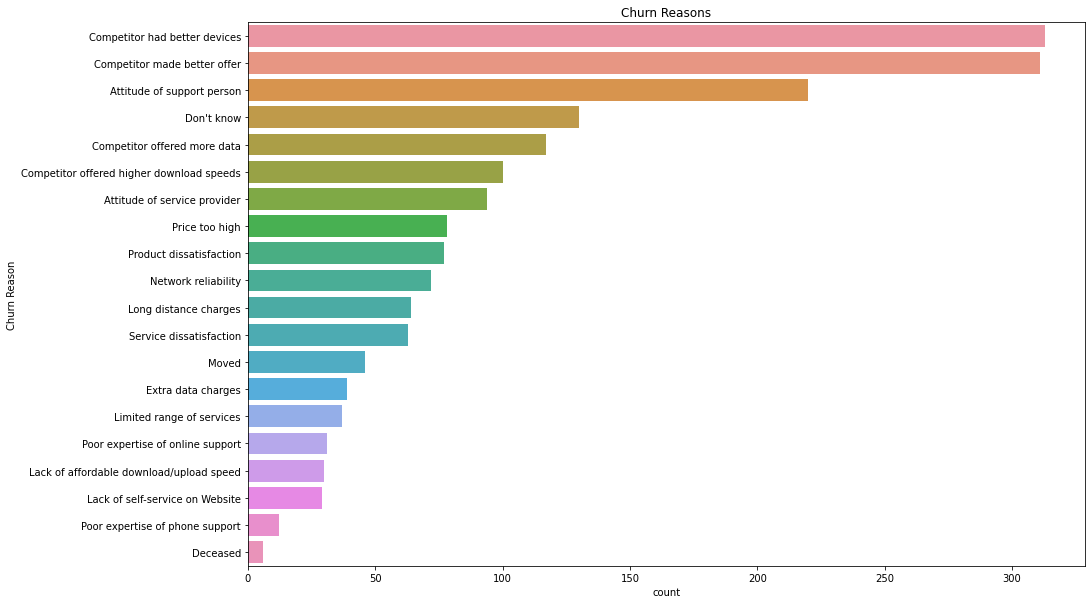 Churn Reasons
Churn Reason
Competitor had better devices
Competitor made better offer
Attitude of support person
Don't know
Competitor offered more data
Competitor offered higher download speeds
Attitude of service provider
Price too high
Product dissatisfaction
Network reliability
Long distance charges
Service dissatisfaction
Moved
Extra data charges
Limited range of services
Poor expertise of online support
Lack of affordable download/upload speed
Lack of self-service on Website
Poor expertise of phone support
Deceased
0 50 100 150 200 250 300
count